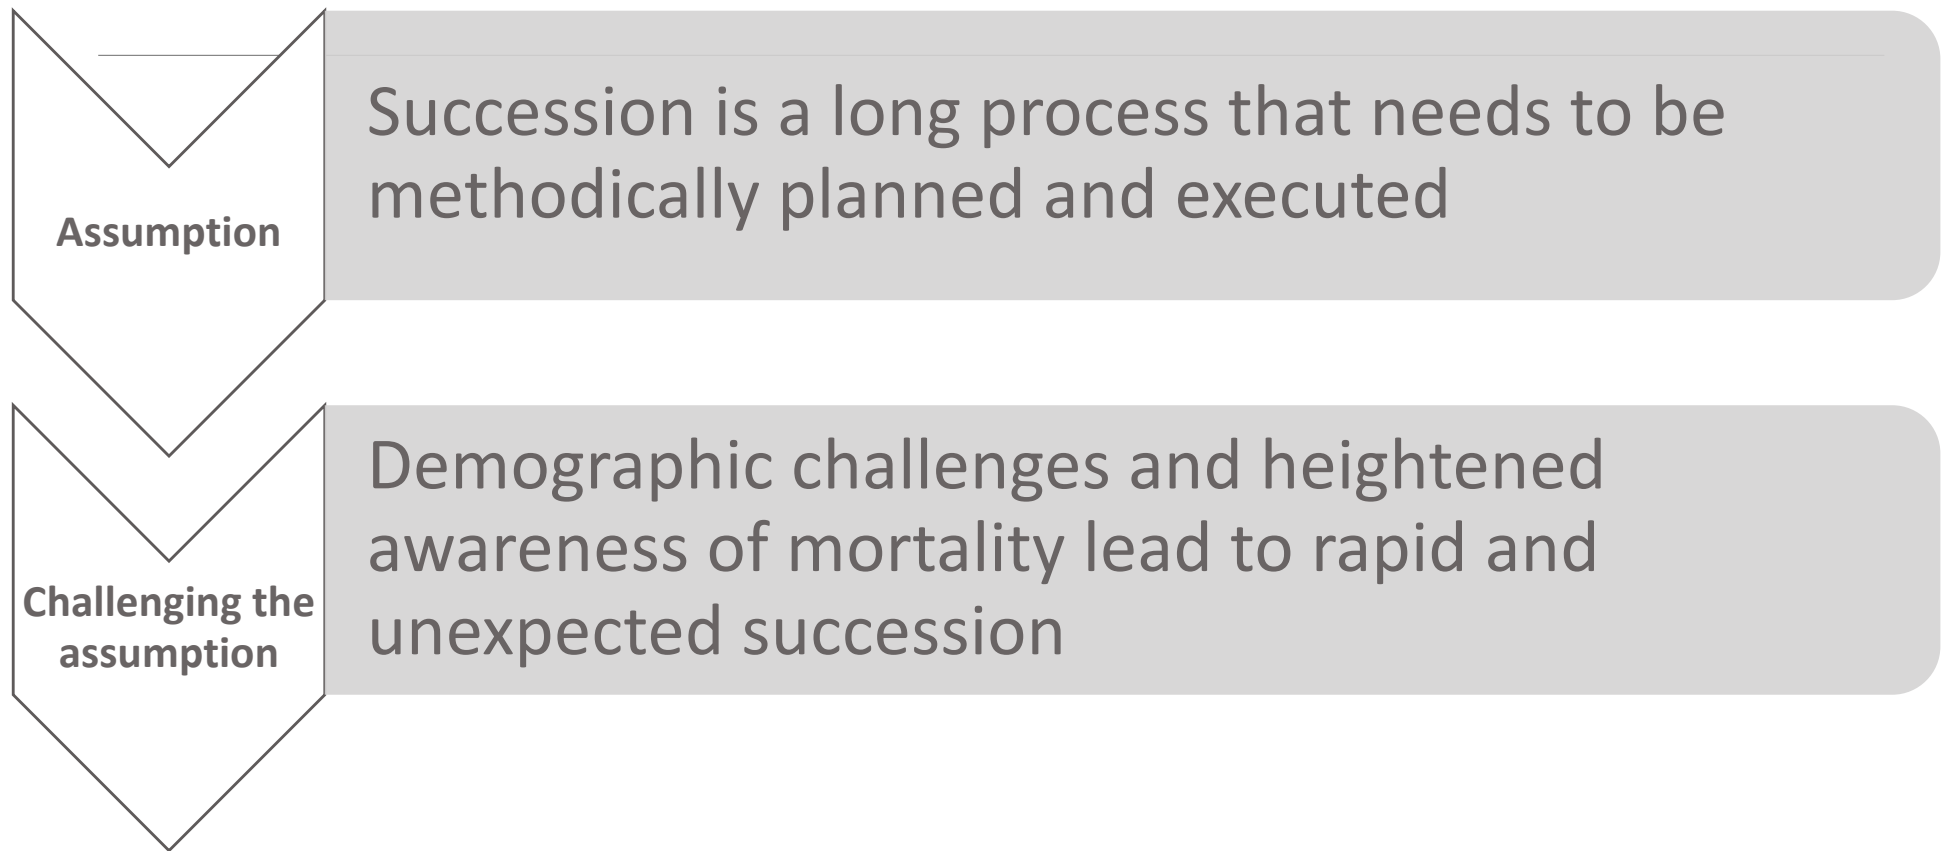 Assumption
Succession is a long process that needs to be
methodically planned and executed
Challenging the
assumption
Demographic challenges and heightened
awareness of mortality lead to rapid and
unexpected succession